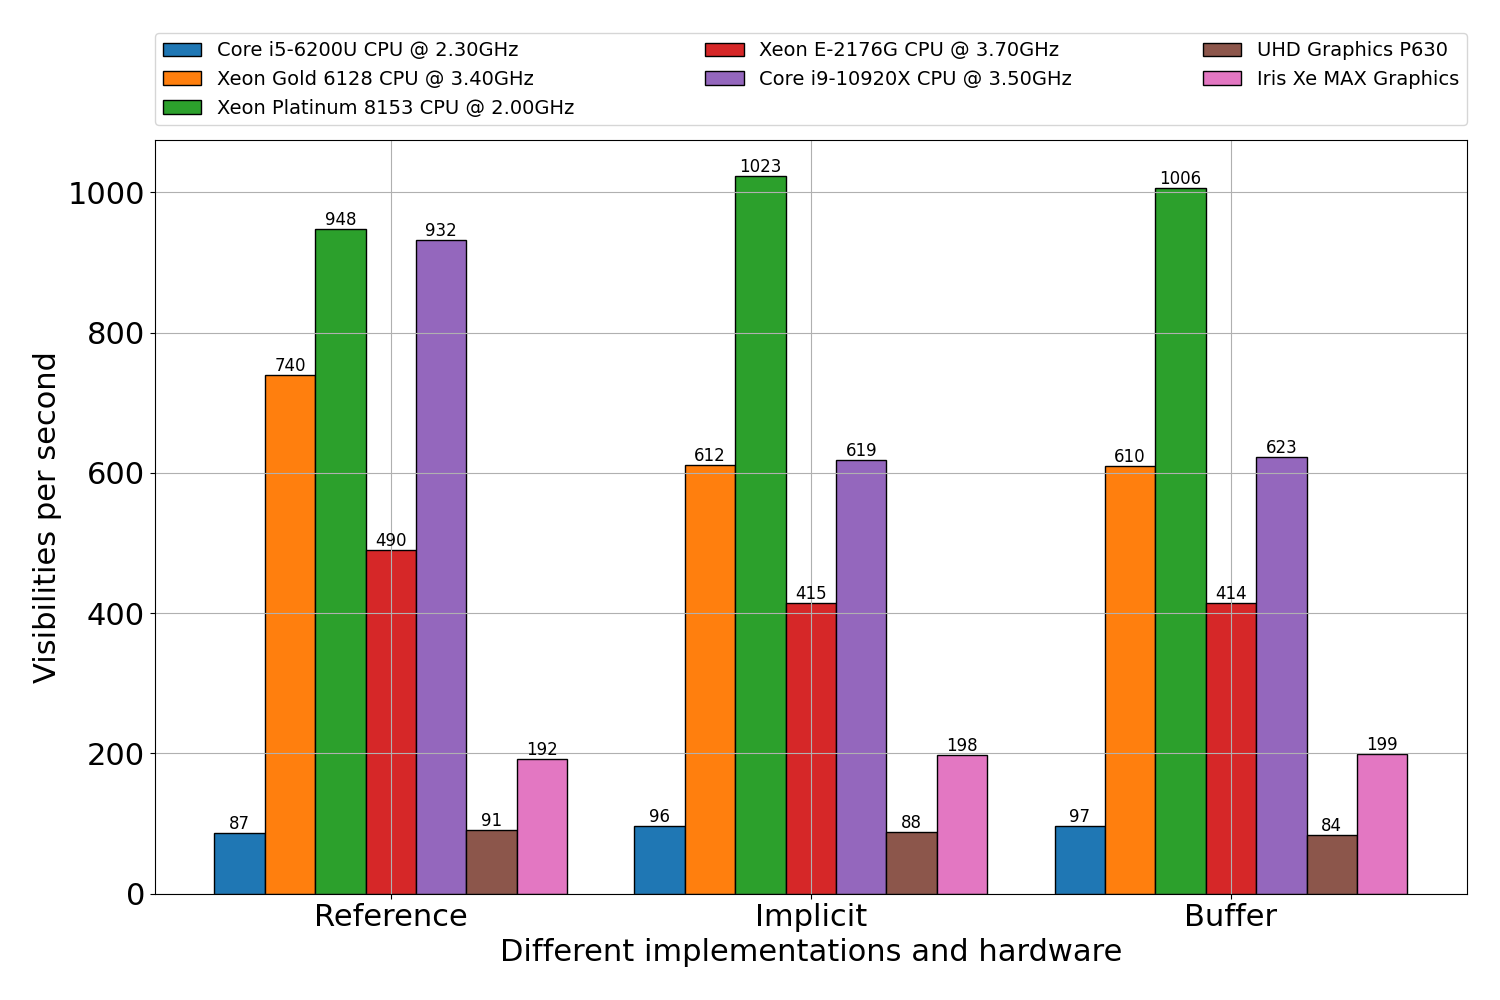 Core i5-6200U CPU @ 2.30GHz
Xeon Gold 6128 CPU @ 3.40GHz
Xeon Platinum 8153 CPU @ 2.00GHz
Xeon E-2176G CPU @ 3.70GHz
Core i9-10920X CPU @ 3.50GHz
UHD Graphics P630
Iris Xe MAX Graphics
Visibilities per second
1000
800
600
400
200
0
87
740
948
490
932
91
192
96
612
1023
415
619
88
198
97
610
1006
414
623
84
199
Reference
Implicit
Buffer
Different implementations and hardware